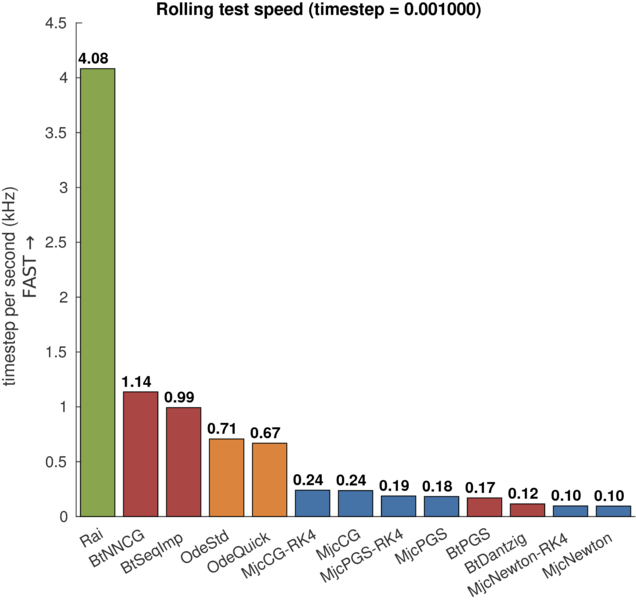 Rolling test speed (timestep = 0.001000)
timestep per second (kHz)
FAST →
4.5
4
3.5
3
2.5
2
1.5
1
0.5
0
4.08
1.14
0.99
0.71
0.67
0.24
0.24
0.19
0.18
0.17
0.12
0.10
0.10
Rai
BtNNCG
BtSeqImp
OdeStd
OdeQuick
MjcCG-RK4
MjcCG
MjcPGS-RK4
MjcPGS
BtPGS
BtDantzig
MjcNewton-RK4
MjcNewton